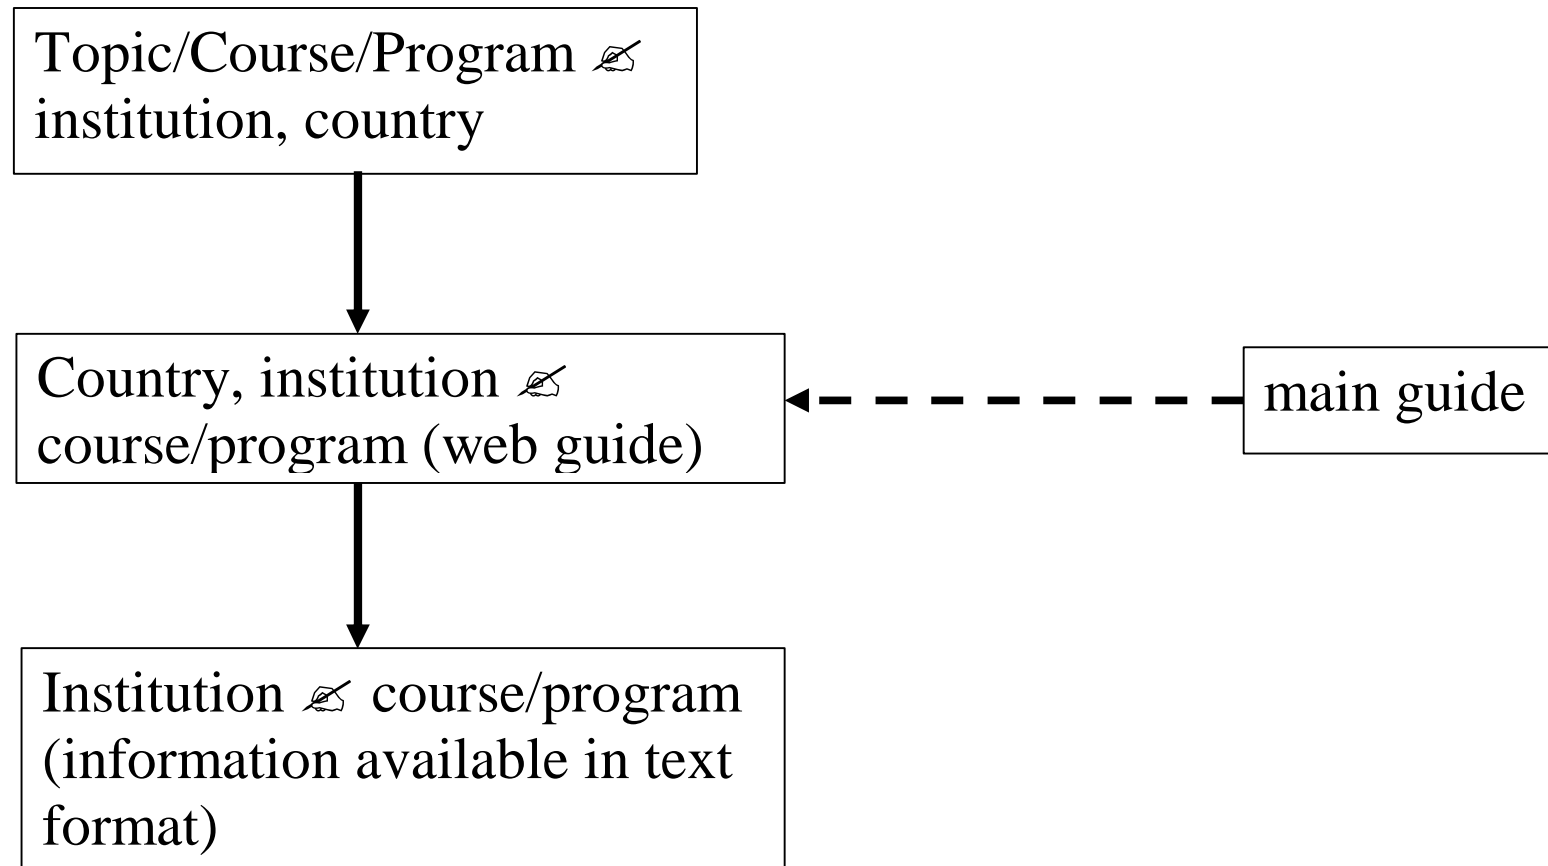 Topic/Course/Program ✍
institution, country
Country, institution ✍
course/program (web guide)
main guide
Institution ✍ course/program
(information available in text
format)